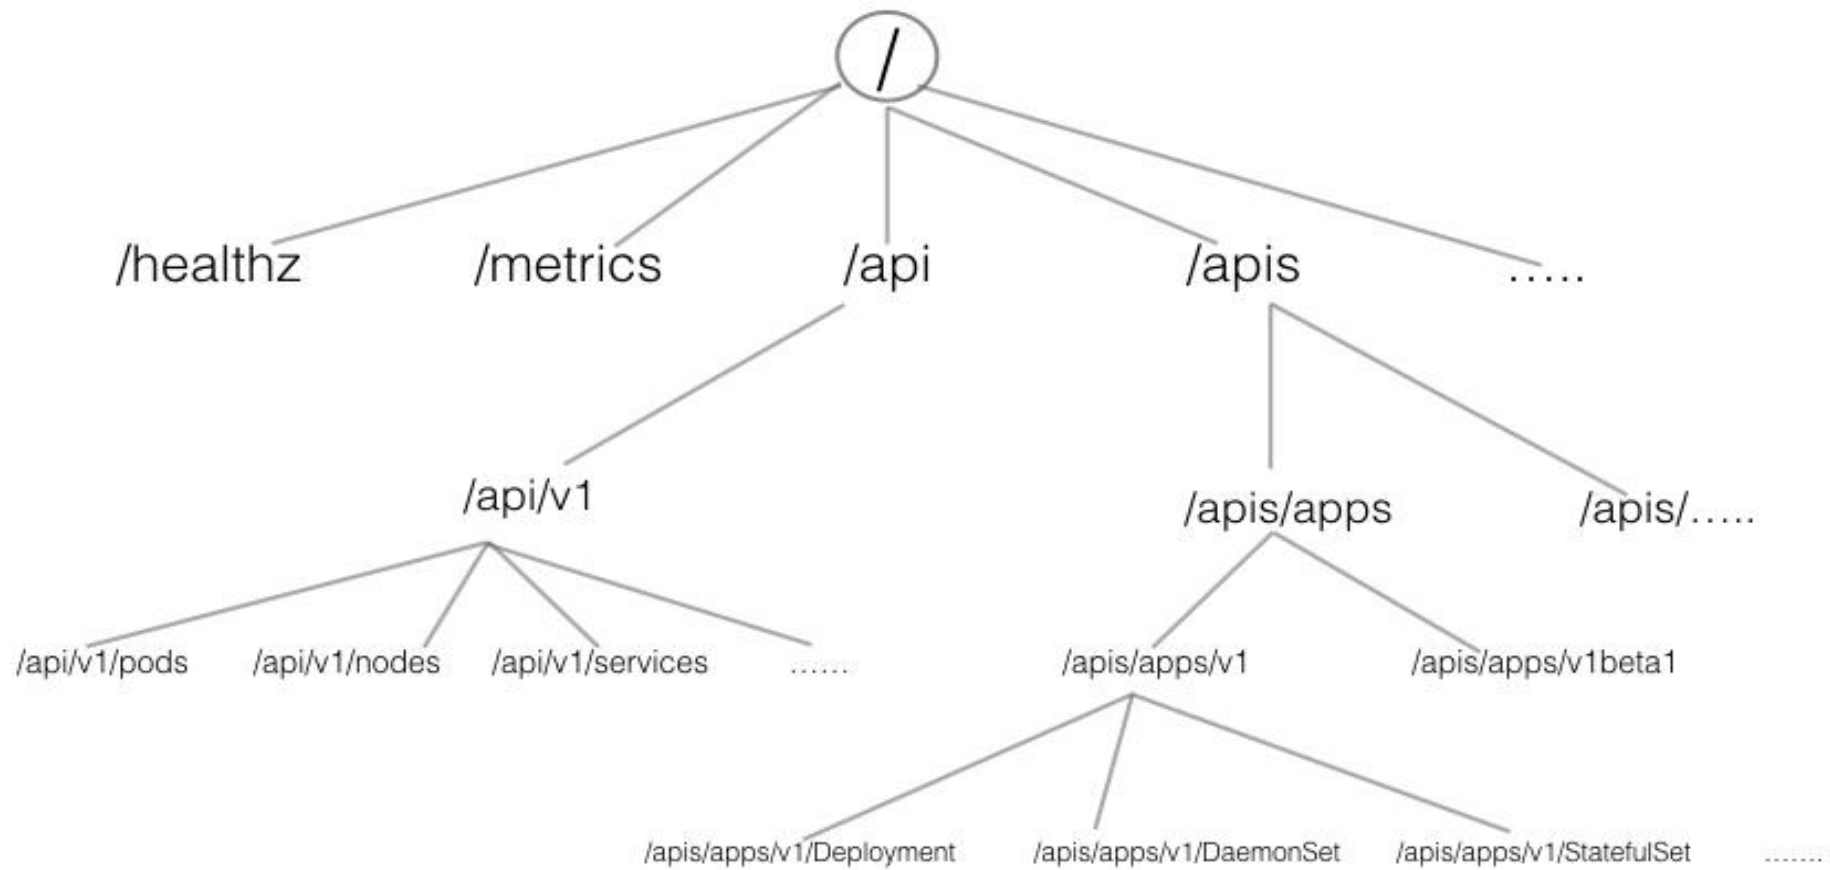 /
/healthz /metrics /api /apis .....
/api/v1
/apis/apps /apis/.....
/api/v1/pods /api/v1/nodes /api/v1/services ...... /apis/apps/v1 /apis/apps/v1beta1
/apis/apps/v1/Deployment /apis/apps/v1/DaemonSet /apis/apps/v1/StatefulSet .......